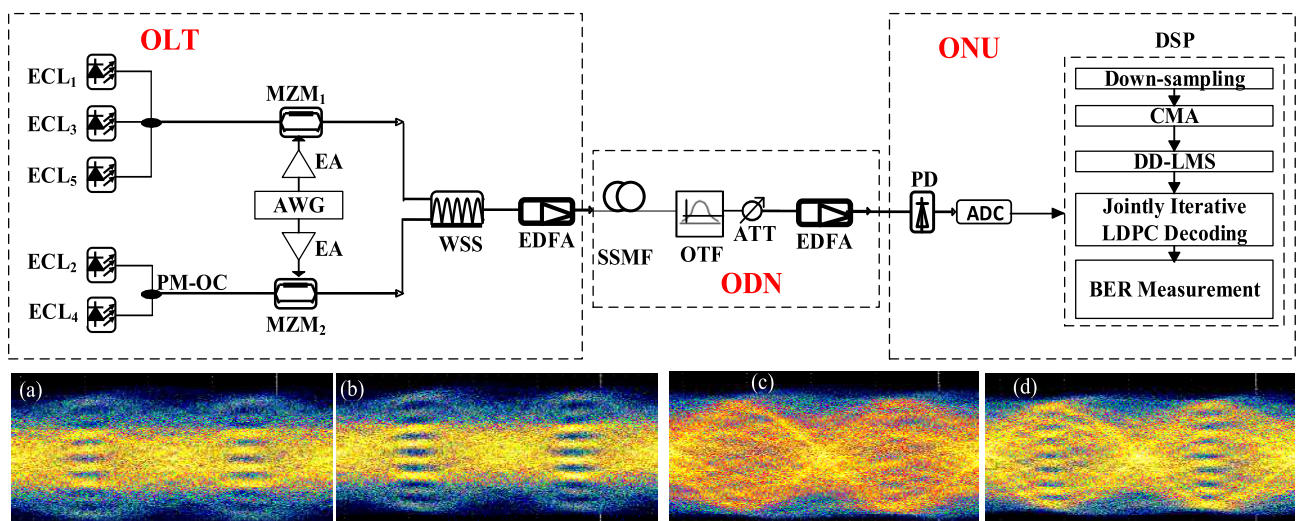 OLT
ECL1
ECL3
ECL5
MZM1
EA
AWG
EA
ECL2
ECL4
PM-OC
MZM2
WSS
EDFA
SSMF
OTF
ATT
EDFA
ODN
ONU
PD
ADC
DSP
Down-sampling
CMA
DD-LMS
Jointly Iterative
LDPC Decoding
BER Measurement
(a)
(b)
(c)
(d)